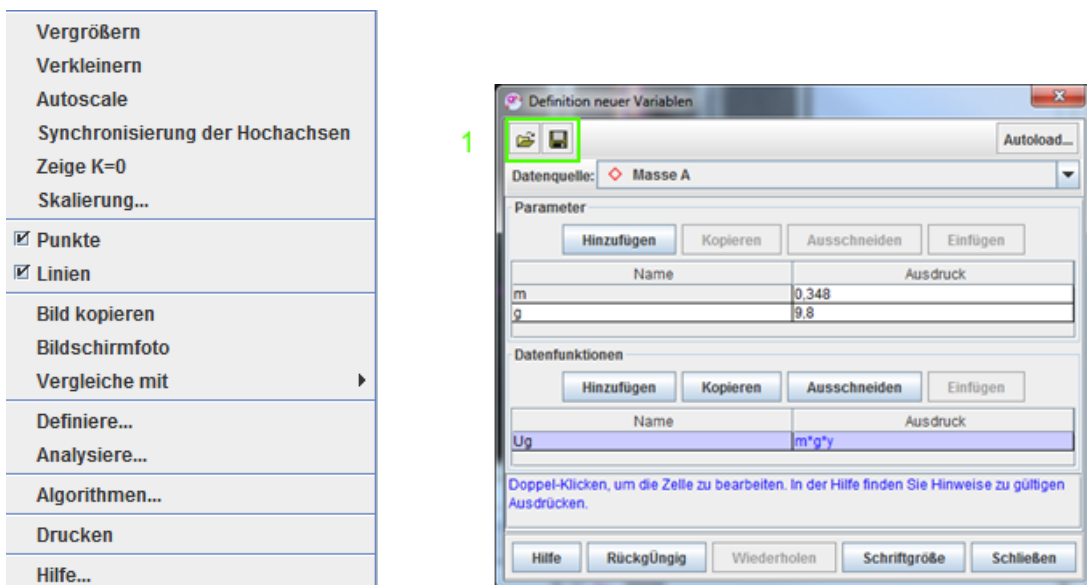 Vergrößern
Verkleinern
Autoscale
Synchronisierung der Hochachsen
Zeige K=0
Skalierung...
Punkte
Linien
Bild kopieren
Bildschirmfoto
Vergleiche mit
Definiere...
Analysiere...
Algorithmen...
Drucken
Hilfe...
1
Definition neuer Variablen
Autoload...
Datenquelle: Masse A
Parameter
Hinzufügen Kopieren Ausschneiden Einfügen
Name Ausdruck
m 0,348
g 9.8
Datenfunktionen
Hinzufügen Kopieren Ausschneiden Einfügen
Name Ausdruck
Ug m*g*y
Doppel-Klicken, um die Zelle zu bearbeiten. In der Hilfe finden Sie Hinweise zu gültigen
Ausdrücken.
Hilfe RückgÜngig Wiederholen Schriftgröße Schließen